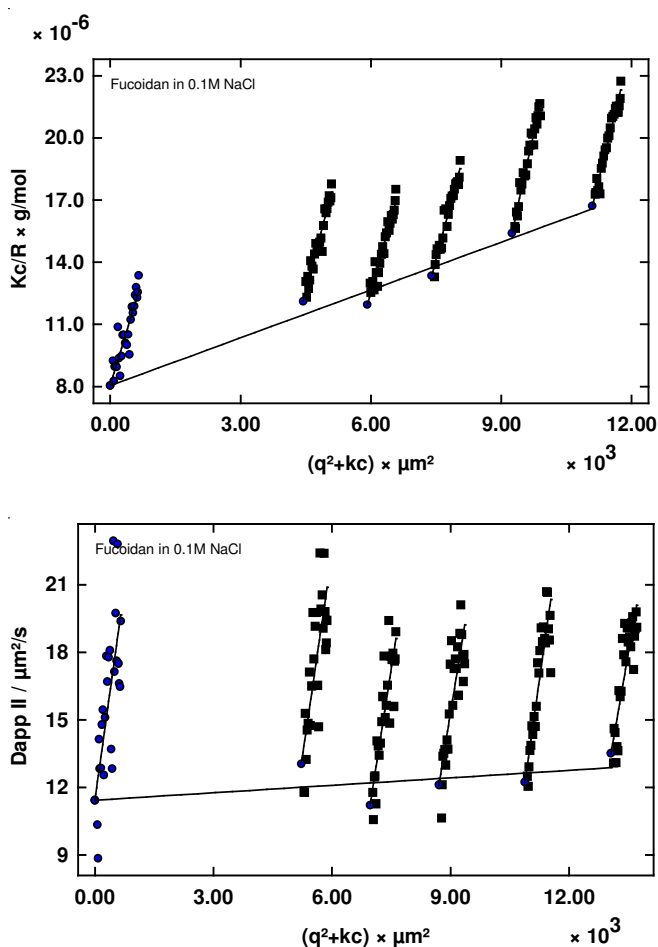 × 10⁻⁶
23.0
Fucoidan in 0.1M NaCl
20.0
17.0
14.0
11.0
8.0
Kc/R × g/mol
0.00 3.00 6.00 9.00 12.00
(q²+kc) × µm² × 10³
Fucoidan in 0.1M NaCl
21
18
15
12
9
Dapp II / µm²/s
0.00 3.00 6.00 9.00 12.00
(q²+kc) × µm² × 10³